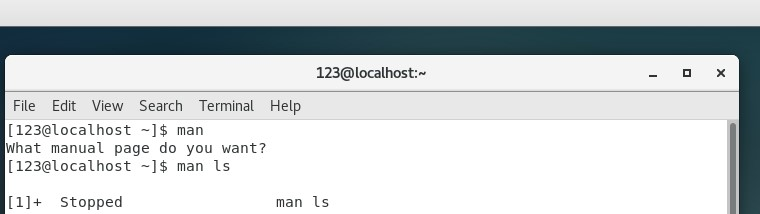 123@localhost:~
File Edit View Search Terminal Help
[123@localhost ~]$ man
What manual page do you want?
[123@localhost ~]$ man ls
[1]+  Stopped                 man ls